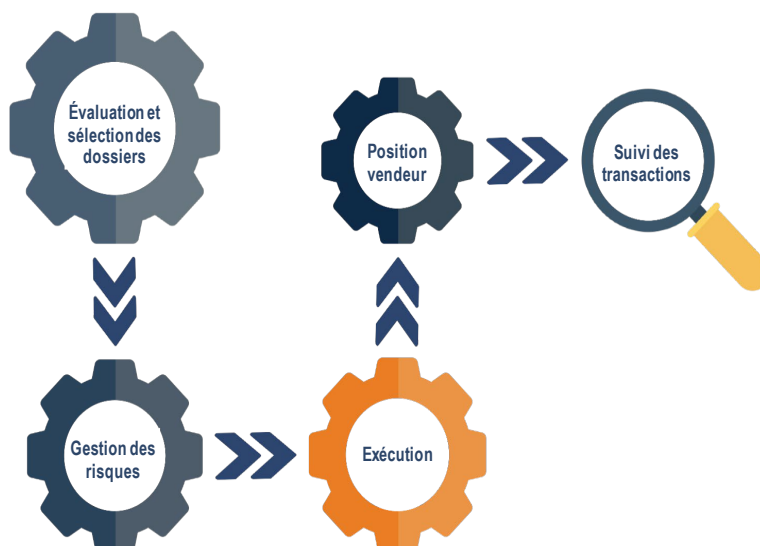 Évaluation et
sélection des
dossiers
Gestion des
risques
Exécution
Position
vendeur
Suivi des
transactions